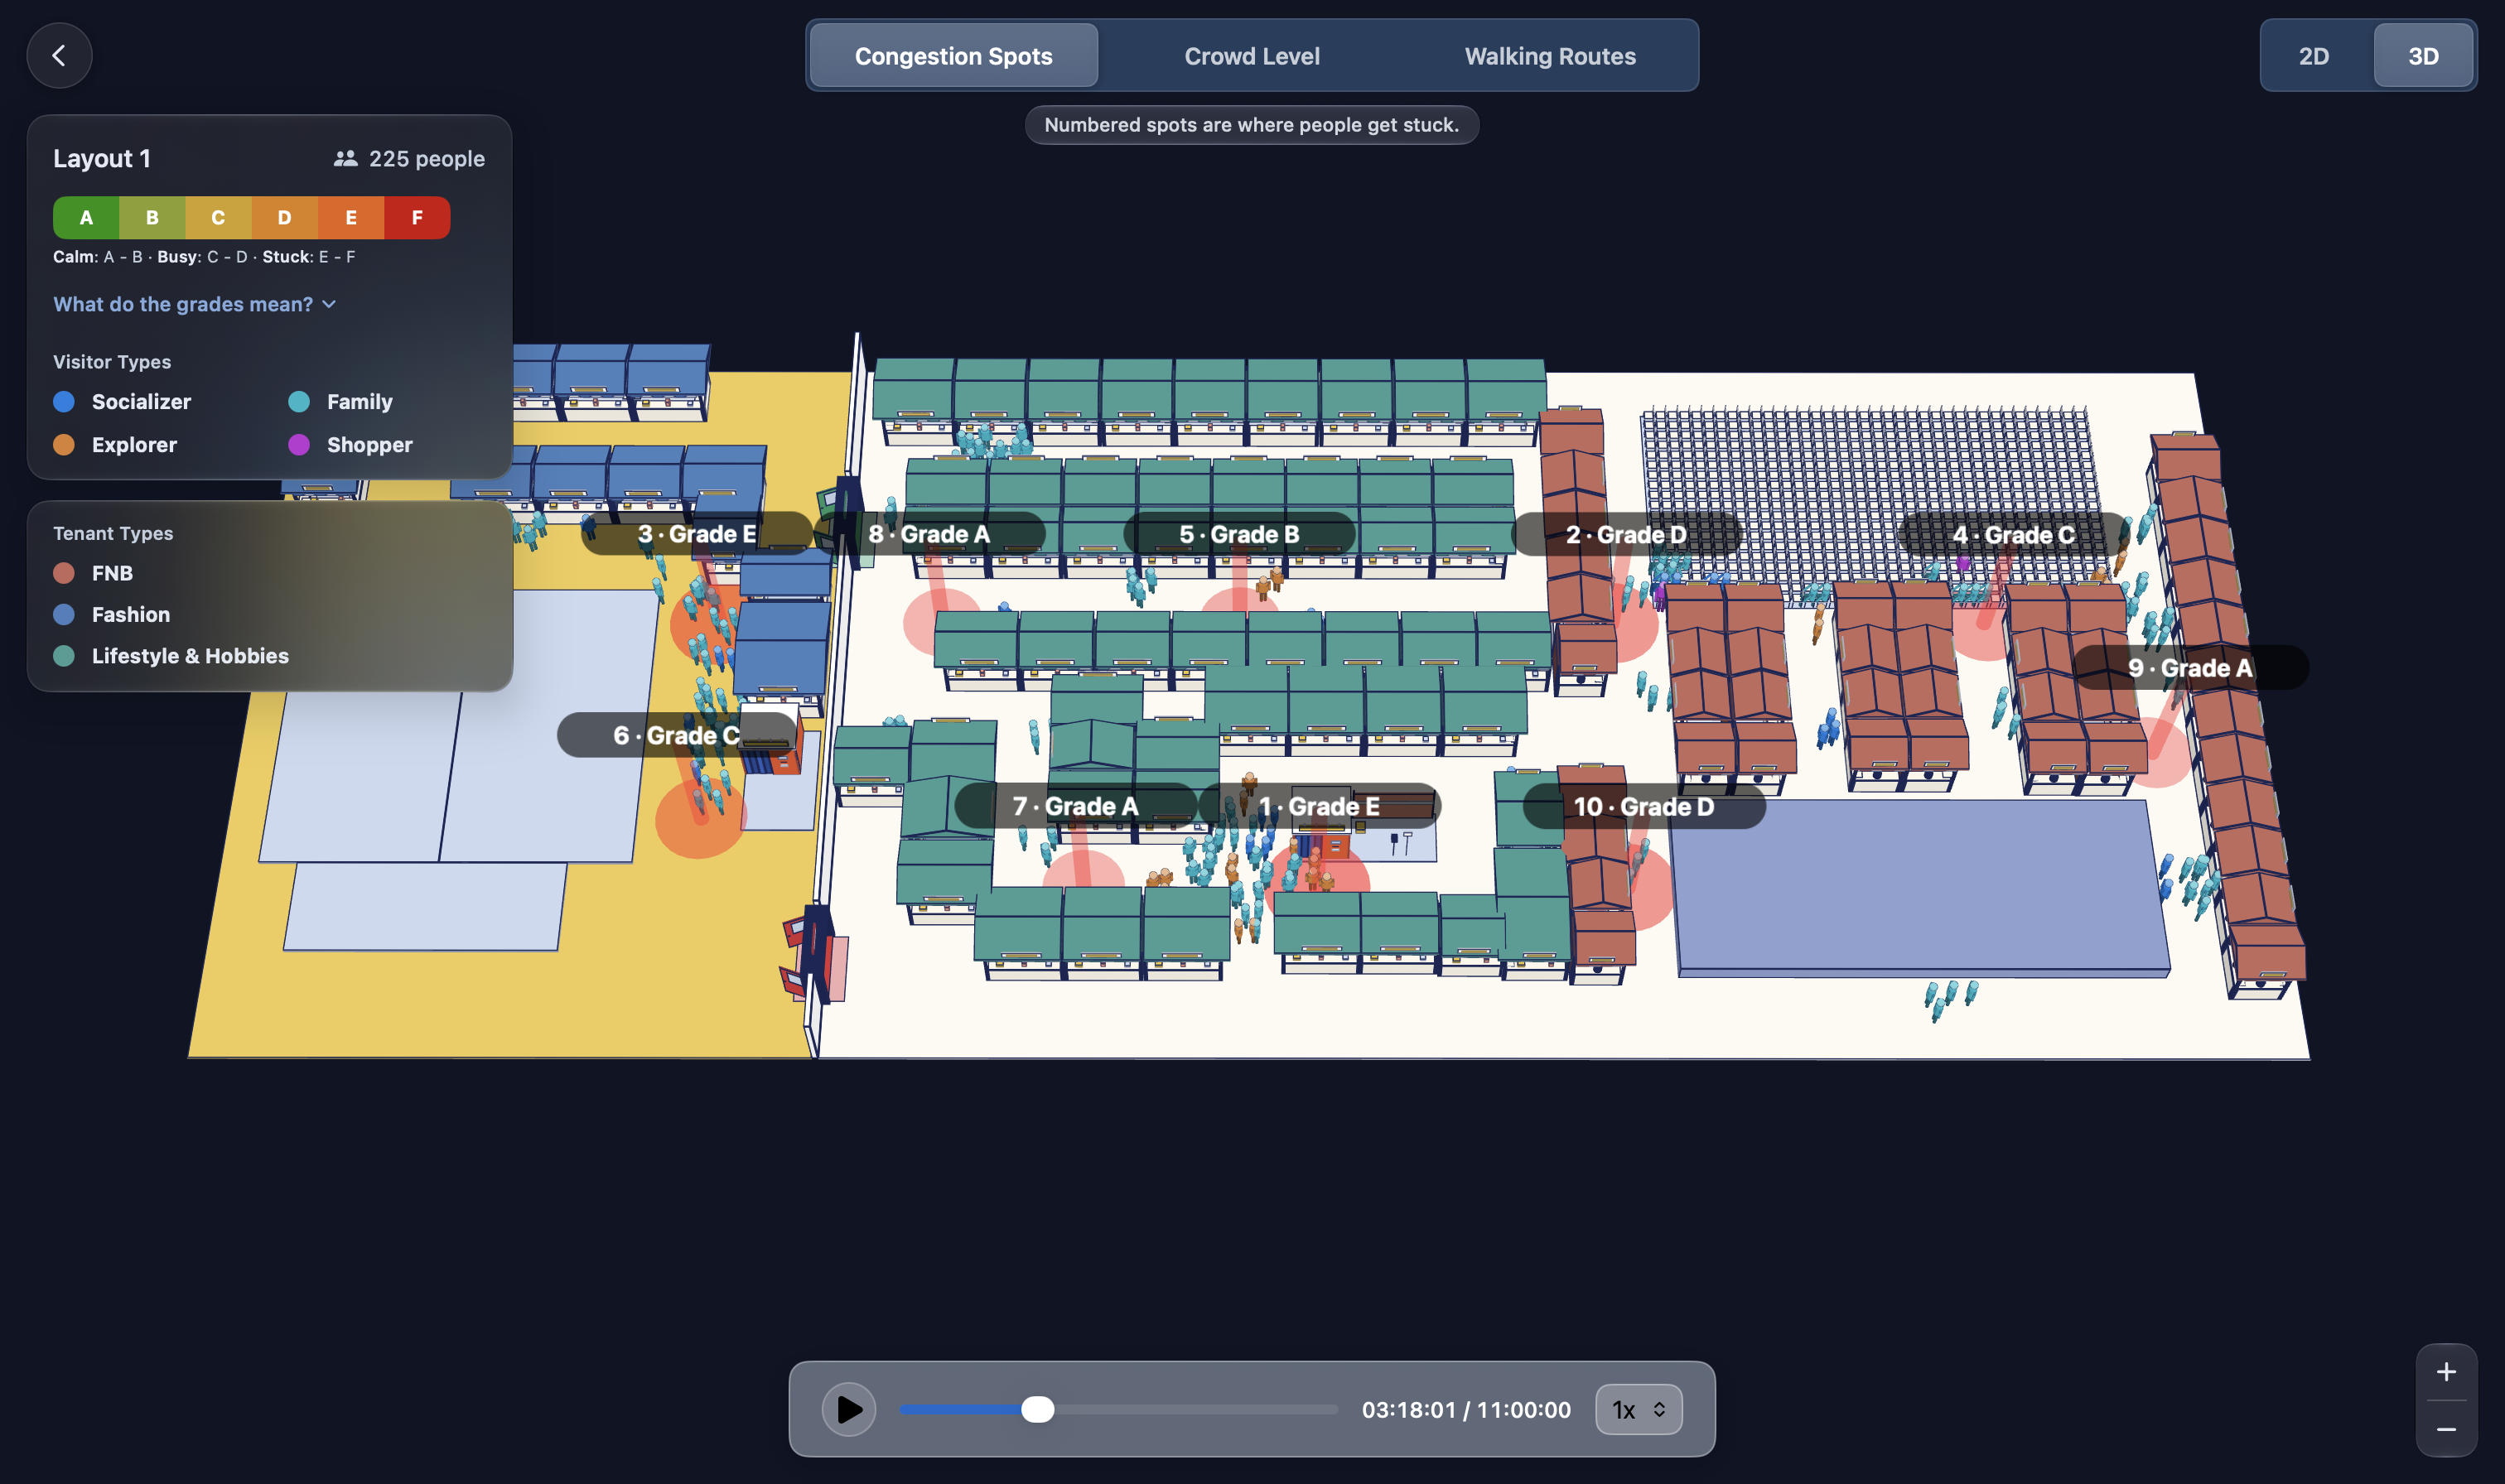 Congestion Spots
Crowd Level
Walking Routes
2D
3D
Numbered spots are where people get stuck.
Layout 1
225 people
A
B
C
D
E
F
Calm: A - B · Busy: C - D · Stuck: E - F
What do the grades mean?
Visitor Types
Socializer
Family
Explorer
Shopper
Tenant Types
FNB
Fashion
Lifestyle & Hobbies
3 · Grade E
8 · Grade A
5 · Grade B
2 · Grade D
4 · Grade C
9 · Grade A
6 · Grade C
7 · Grade A
1 · Grade E
10 · Grade D
03:18:01 / 11:00:00
1x